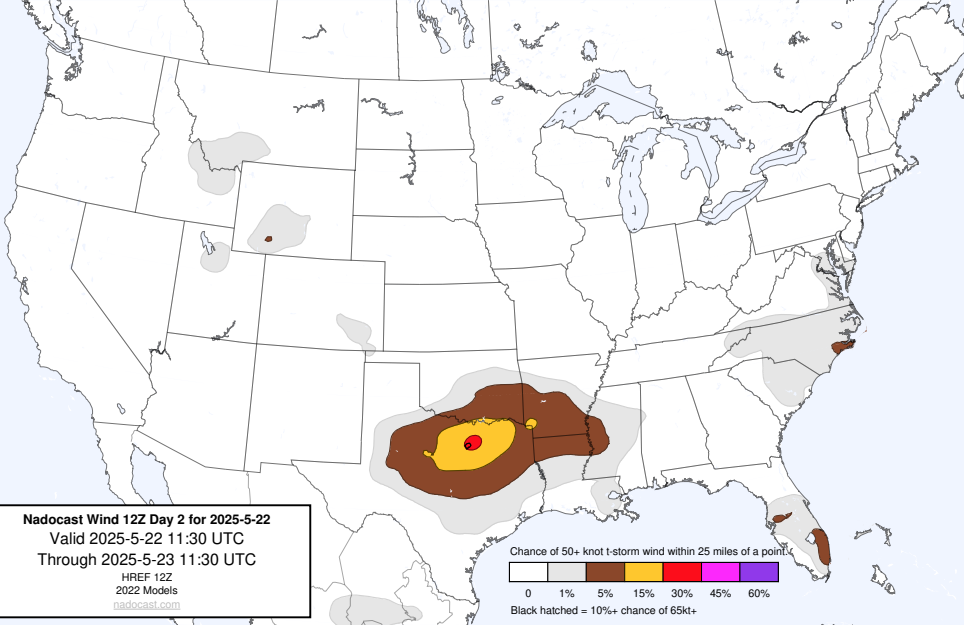 Nadocast Wind 12Z Day 2 for 2025-5-22
Valid 2025-5-22 11:30 UTC
Through 2025-5-23 11:30 UTC
HREF 12Z
2022 Models
nadocast.com
Chance of 50+ knot t-storm wind within 25 miles of a point.
0 1% 5% 15% 30% 45% 60%
Black hatched = 10%+ chance of 65kt+